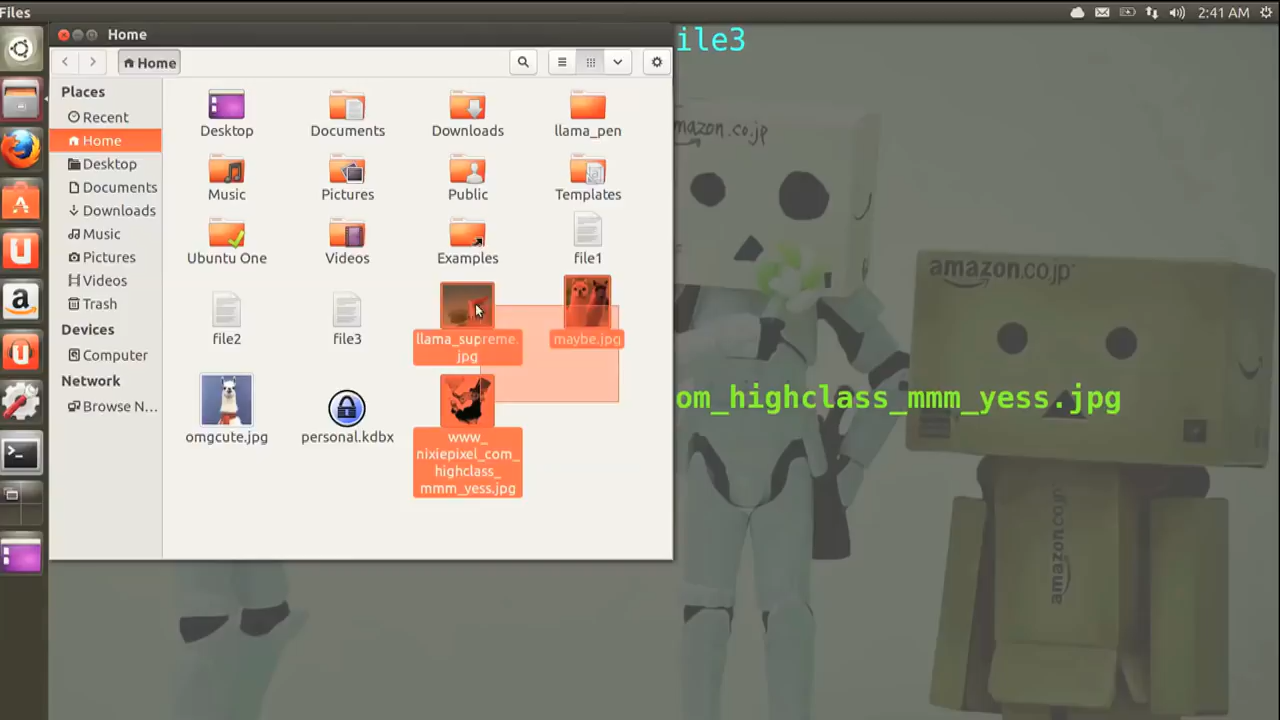 Files
2:41 AM
Home
ile3
Home
Places
Recent
Home
Desktop
Documents
Downloads
Music
Pictures
Videos
Trash
Devices
Computer
Network
Browse N...
Desktop
Documents
Downloads
llama_pen
Music
Pictures
Public
Templates
Ubuntu One
Videos
Examples
file1
file2
file3
llama_supreme.
jpg
maybe.jpg
omgcute.jpg
personal.kdbx
www_
nixiepixel_com_
highclass_
mmm_yess.jpg
om_highclass_mmm_yess.jpg
mazon.co.jp
amazon.co.jp
amazon.co.jp